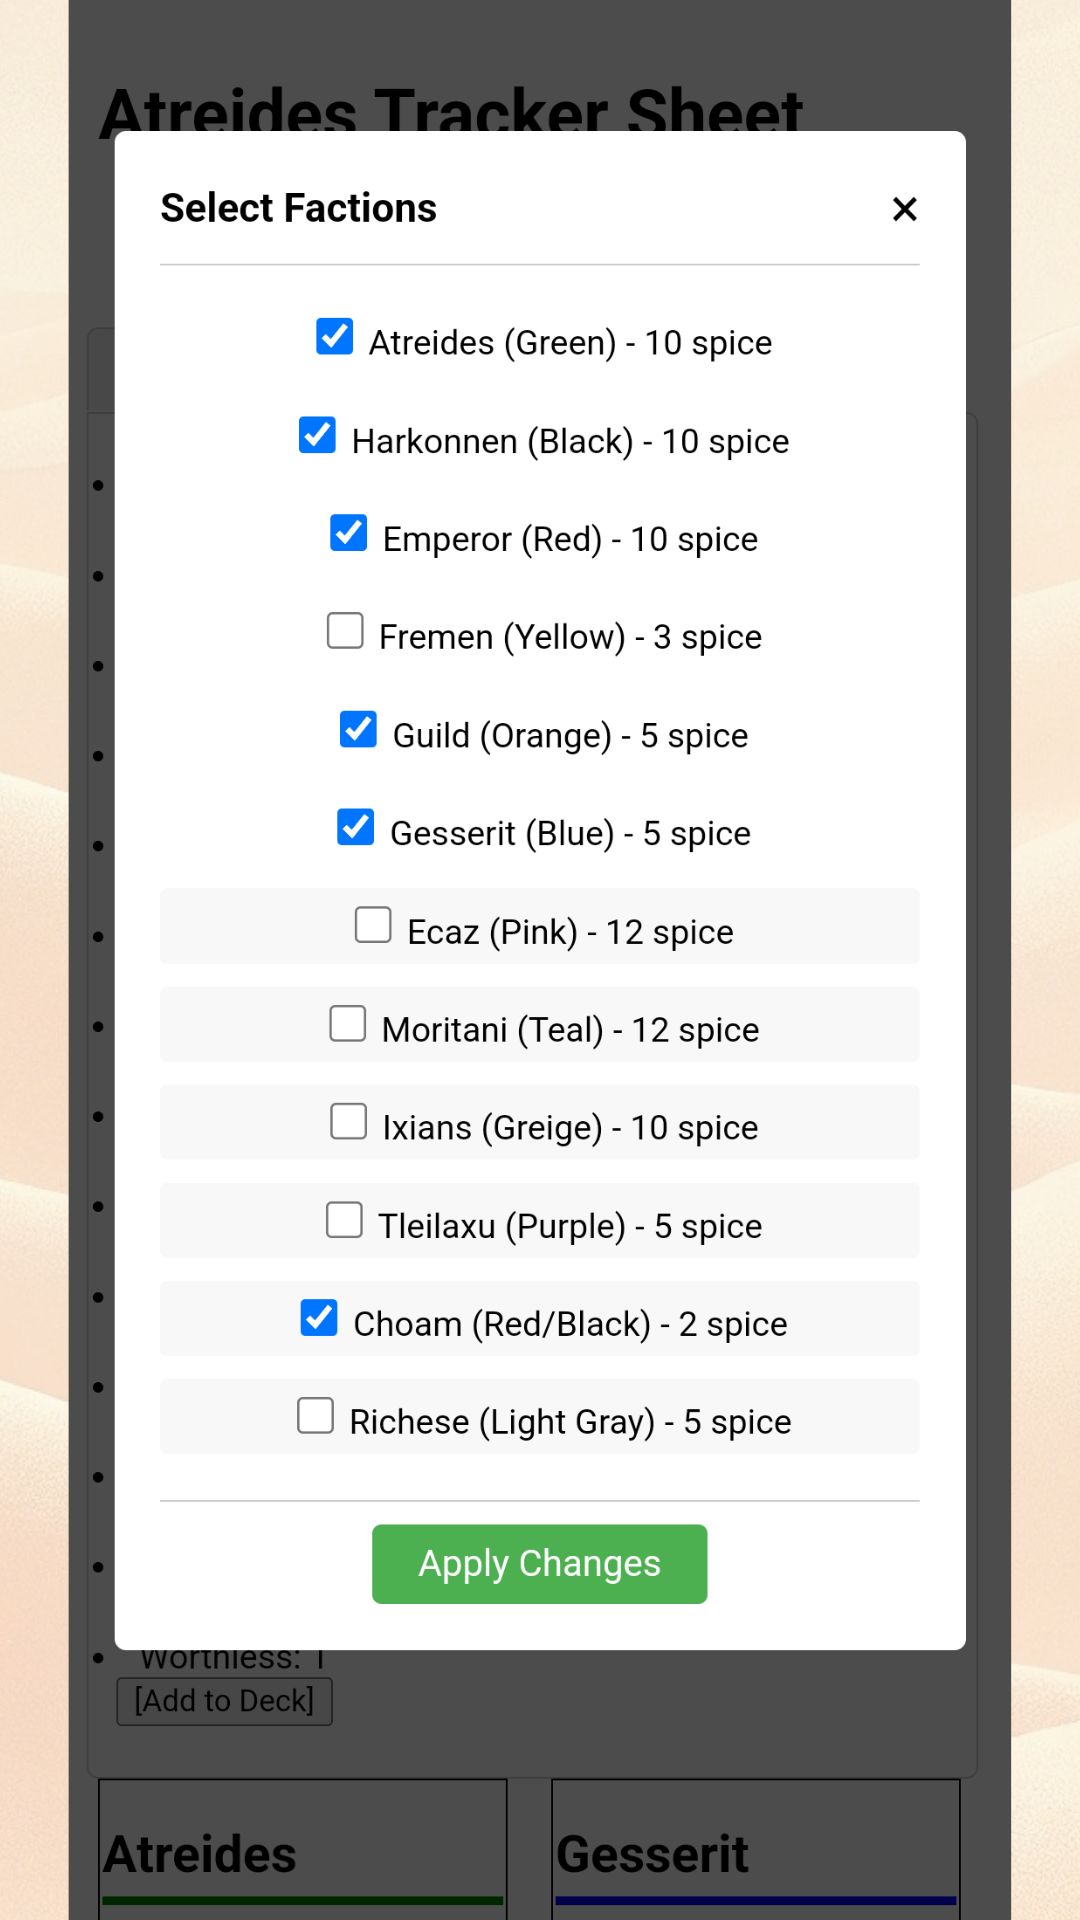 Atreides Tracker Sheet
Select Factions
×
Atreides (Green) - 10 spice
Harkonnen (Black) - 10 spice
Emperor (Red) - 10 spice
Fremen (Yellow) - 3 spice
Guild (Orange) - 5 spice
Gesserit (Blue) - 5 spice
Ecaz (Pink) - 12 spice
Moritani (Teal) - 12 spice
Ixians (Greige) - 10 spice
Tleilaxu (Purple) - 5 spice
Choam (Red/Black) - 2 spice
Richese (Light Gray) - 5 spice
Apply Changes
Worthless: 1
[Add to Deck]
Atreides
Gesserit